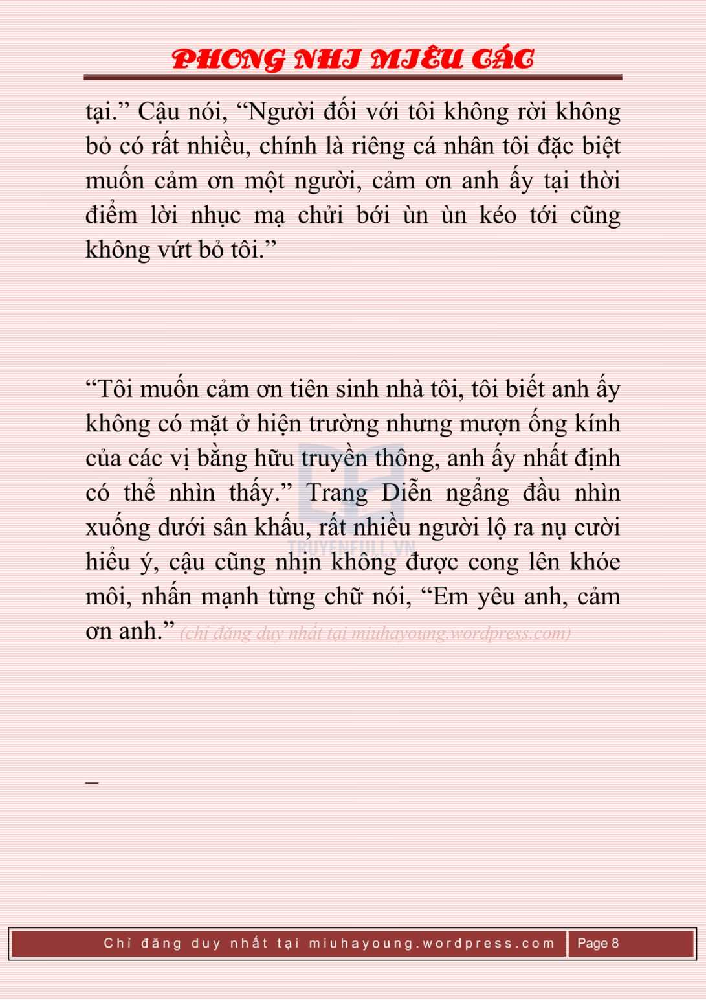 PHONG NHI MIÊU CÁC
tại.” Cậu nói, “Người đối với tôi không rời không
bỏ có rất nhiều, chính là riêng cá nhân tôi đặc biệt
muốn cảm ơn một người, cảm ơn anh ấy tại thời
điểm lời nhục mạ chửi bới ùn ùn kéo tới cũng
không vứt bỏ tôi.”
“Tôi muốn cảm ơn tiên sinh nhà tôi, tôi biết anh ấy
không có mặt ở hiện trường nhưng mượn ống kính
của các vị bằng hữu truyền thông, anh ấy nhất định
có thể nhìn thấy.” Trang Diễn ngẩng đầu nhìn
xuống dưới sân khấu, rất nhiều người lộ ra nụ cười
TRUYENFULL.VN
hiểu ý, cậu cũng nhịn không được cong lên khóe
môi, nhấn mạnh từng chữ nói, “Em yêu anh, cảm
ơn anh.” (chỉ đăng duy nhất tại miuhayoung.wordpress.com)
–
Chỉ đăng duy nhất tại miuhayoung.wordpress.com Page 8